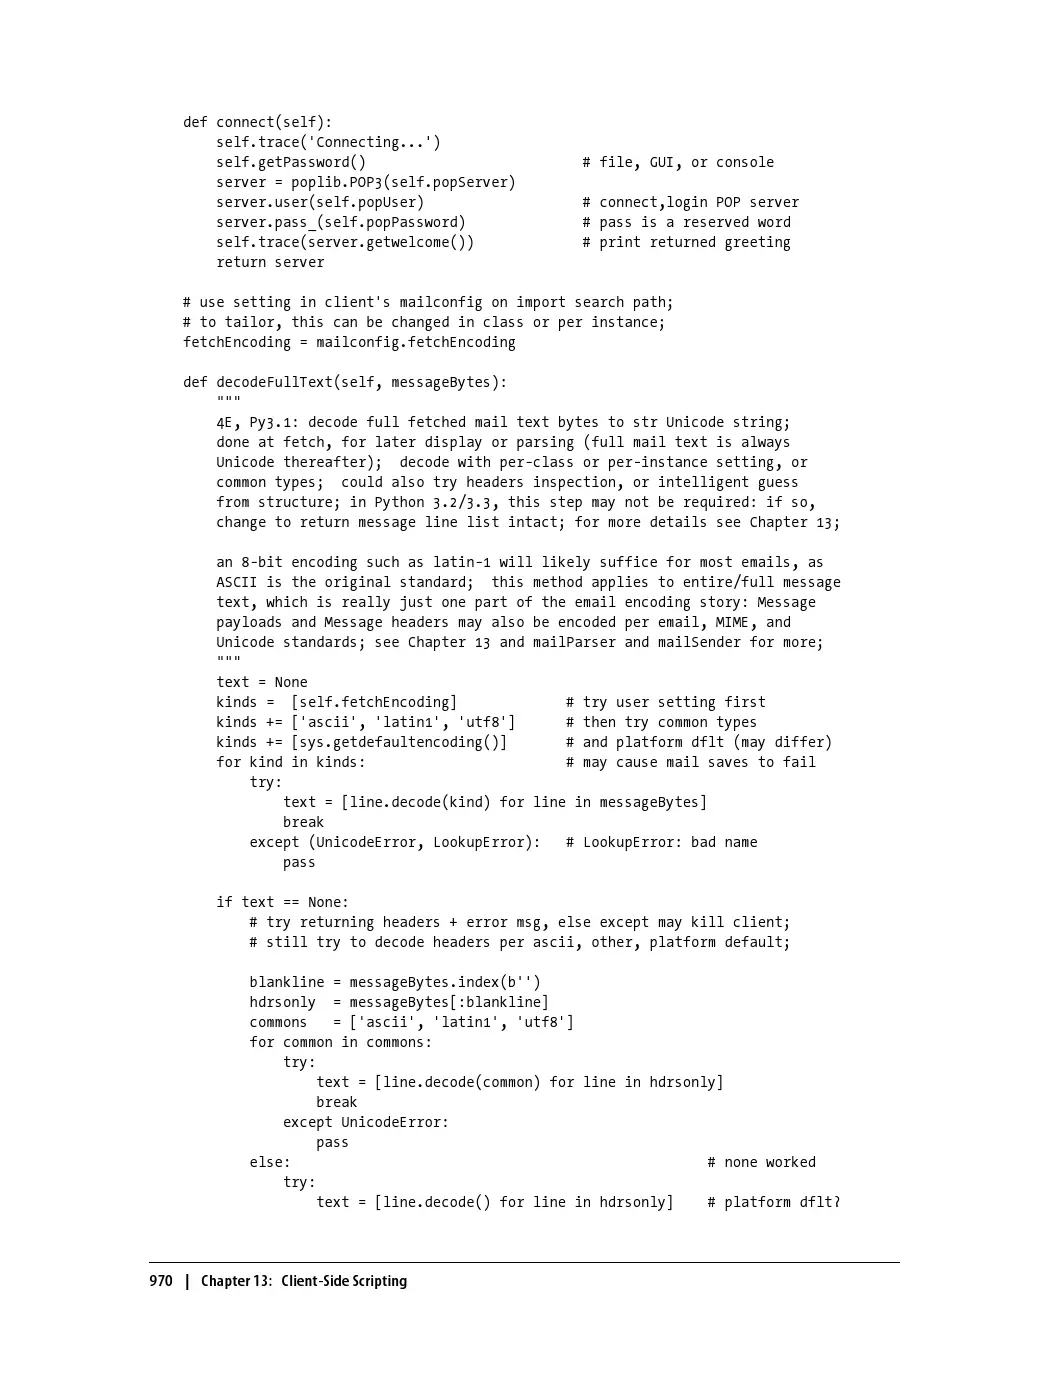 def connect(self):
    self.trace('Connecting...')
    self.getPassword()                          # file, GUI, or console
    server = poplib.POP3(self.popServer)
    server.user(self.popUser)                   # connect,login POP server
    server.pass_(self.popPassword)              # pass is a reserved word
    self.trace(server.getwelcome())             # print returned greeting
    return server

# use setting in client's mailconfig on import search path;
# to tailor, this can be changed in class or per instance;
fetchEncoding = mailconfig.fetchEncoding

def decodeFullText(self, messageBytes):
    """
    4E, Py3.1: decode full fetched mail text bytes to str Unicode string;
    done at fetch, for later display or parsing (full mail text is always
    Unicode thereafter);  decode with per-class or per-instance setting, or
    common types;  could also try headers inspection, or intelligent guess
    from structure; in Python 3.2/3.3, this step may not be required: if so,
    change to return message line list intact; for more details see Chapter 13;

    an 8-bit encoding such as latin-1 will likely suffice for most emails, as
    ASCII is the original standard;  this method applies to entire/full message
    text, which is really just one part of the email encoding story: Message
    payloads and Message headers may also be encoded per email, MIME, and
    Unicode standards; see Chapter 13 and mailParser and mailSender for more;
    """
    text = None
    kinds =  [self.fetchEncoding]             # try user setting first
    kinds += ['ascii', 'latin1', 'utf8']      # then try common types
    kinds += [sys.getdefaultencoding()]       # and platform dflt (may differ)
    for kind in kinds:                        # may cause mail saves to fail
        try:
            text = [line.decode(kind) for line in messageBytes]
            break
        except (UnicodeError, LookupError):   # LookupError: bad name
            pass

    if text == None:
        # try returning headers + error msg, else except may kill client;
        # still try to decode headers per ascii, other, platform default;

        blankline = messageBytes.index(b'')
        hdrsonly  = messageBytes[:blankline]
        commons   = ['ascii', 'latin1', 'utf8']
        for common in commons:
            try:
                text = [line.decode(common) for line in hdrsonly]
                break
            except UnicodeError:
                pass
        else:                                                  # none worked
            try:
                text = [line.decode() for line in hdrsonly]    # platform dflt?
970 | Chapter 13: Client-Side Scripting